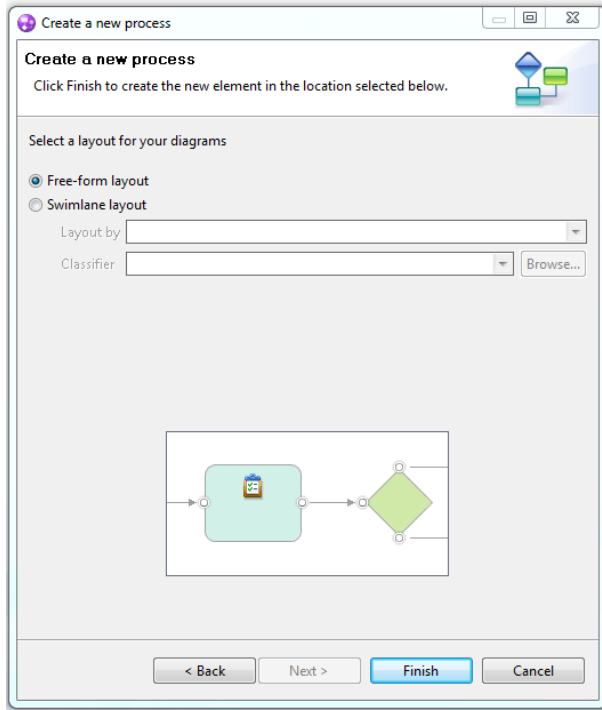 Create a new process
Create a new process
Click Finish to create the new element in the location selected below.
Select a layout for your diagrams
Free-form layout
Swimlane layout
Layout by
Classifier
Browse...
< Back
Next >
Finish
Cancel